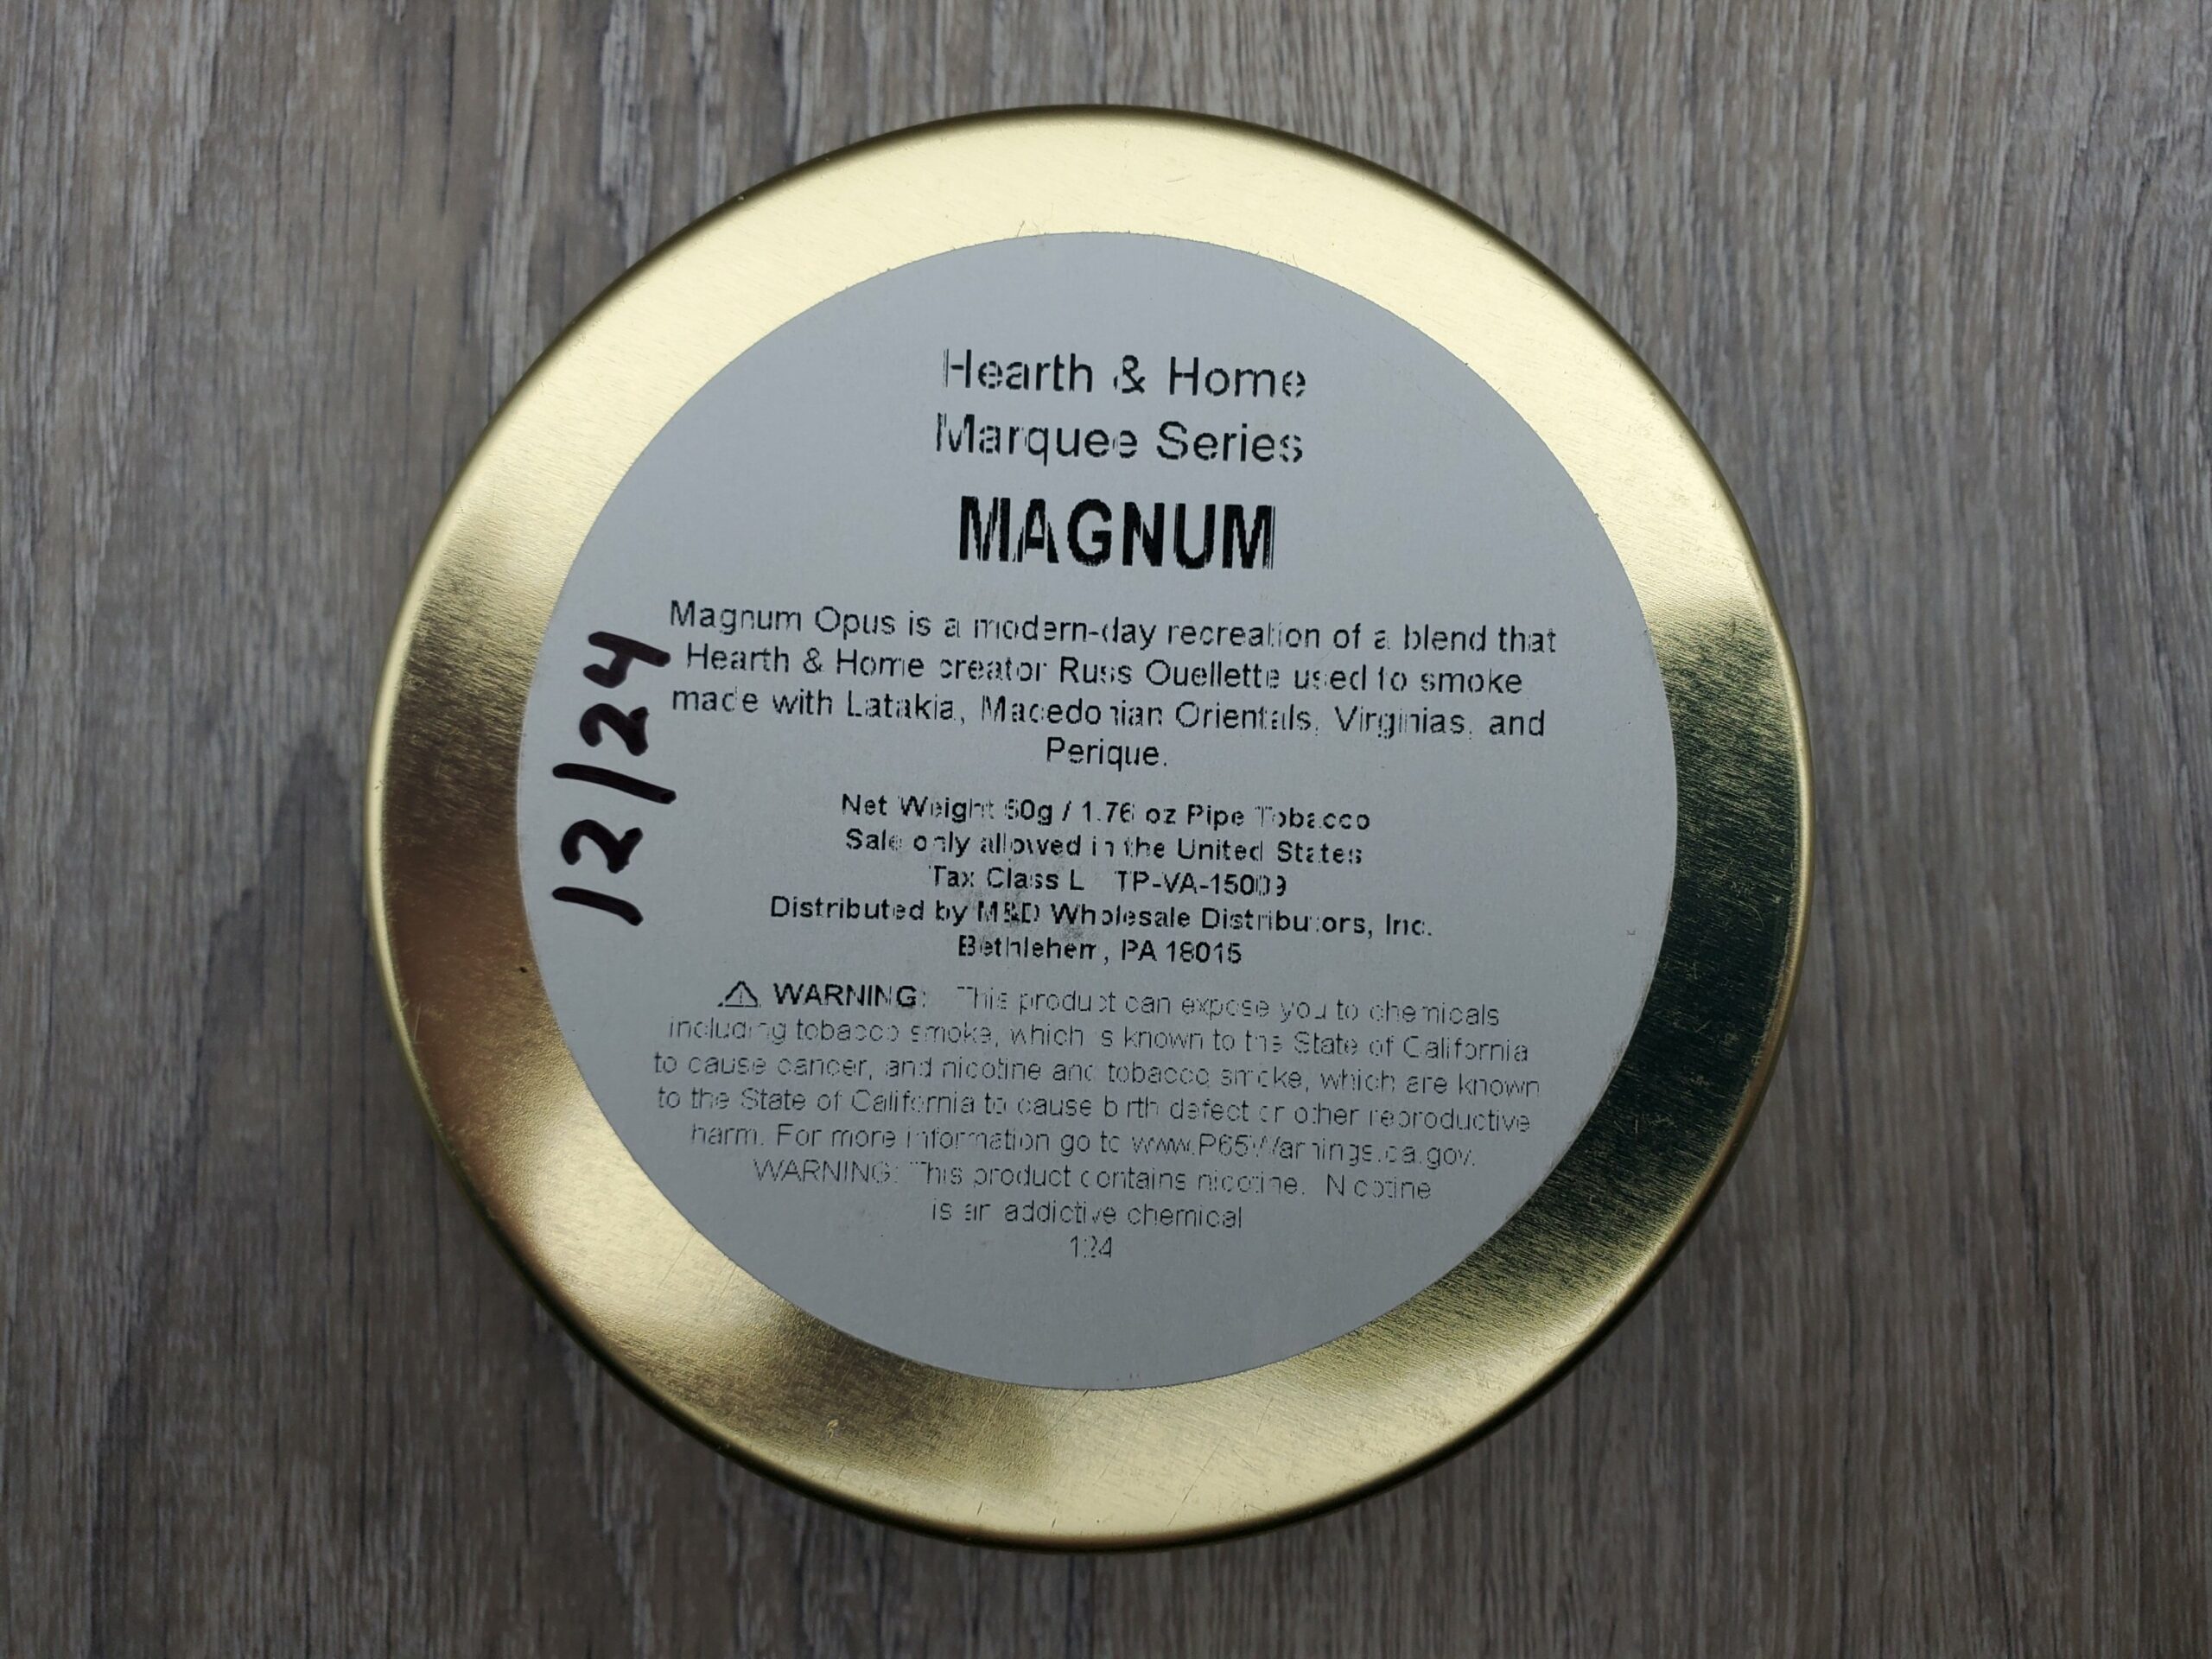 Hearth & Home
Marquee Series
MAGNUM
Magnum Opus is a modern-day recreation of a blend that
Hearth & Home creator Russ Ouellette used to smoke
made with Latakia, Macedonian Orientals, Virginias, and
Perique.
Net Weight 50g / 1.76 oz Pipe Tobacco
Sale only allowed in the United States
Tax Class L TP-VA-15009
Distributed by M&D Wholesale Distributors, Inc.
Bethlehem, PA 18015
⚠ WARNING: This product can expose you to chemicals
including tobacco smoke, which is known to the State of California
to cause cancer, and nicotine and tobacco smoke, which are known
to the State of California to cause birth defect or other reproductive
harm. For more information go to www.P65Warnings.ca.gov.
WARNING: This product contains nicotine. Nicotine
is an addictive chemical
124
12/24